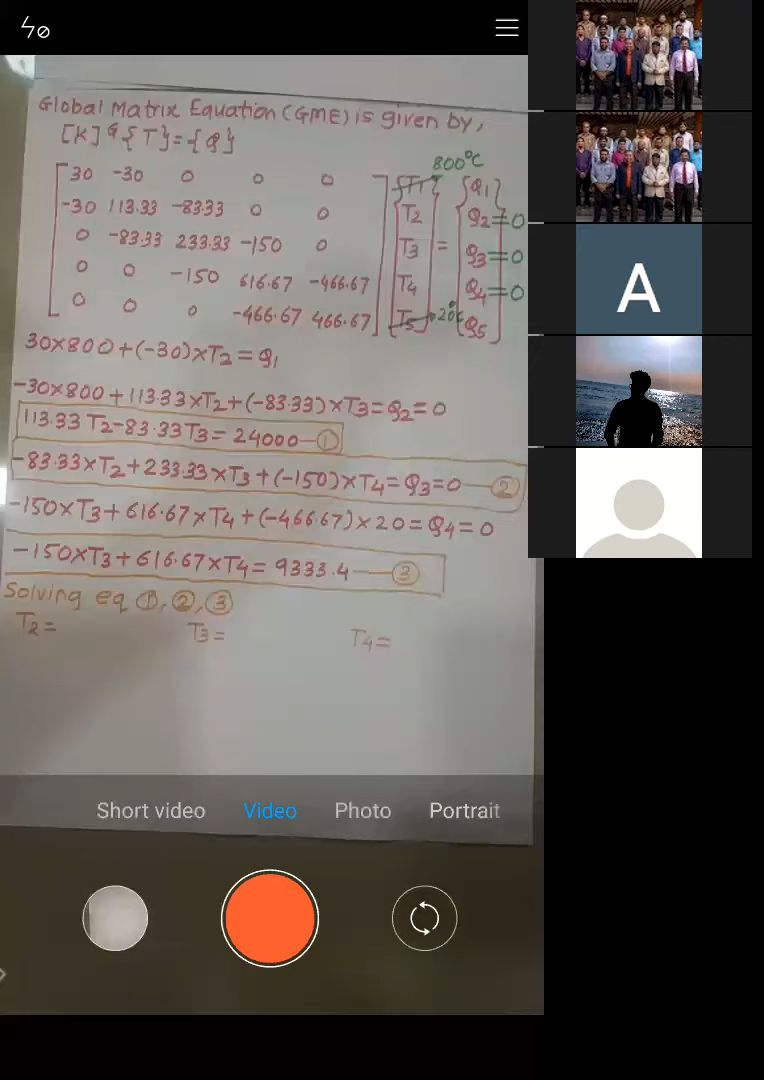 Global Matrix Equation (GME) is given by,
[K]ᴳ{T}={Q}
800°C
30 -30 0 0 0 T1 Q1
-30 113.33 -83.33 0 0 T2 Q2=0
0 -83.33 233.33 -150 0 T3 = Q3=0
0 0 -150 616.67 -466.67 T4 Q4=0
0 0 0 -466.67 466.67 T5 20°C Q5
30×800+(-30)×T2=Q1
-30×800+113.33×T2+(-83.33)×T3=Q2=0
113.33 T2-83.33T3=24000—①
-83.33×T2+233.33×T3+(-150)×T4=Q3=0—②
-150×T3+616.67×T4+(-466.67)×20=Q4=0
-150×T3+616.67×T4=9333.4—③
Solving eq ①,②,③
T2= T3= T4=
Short video Video Photo Portrait
A